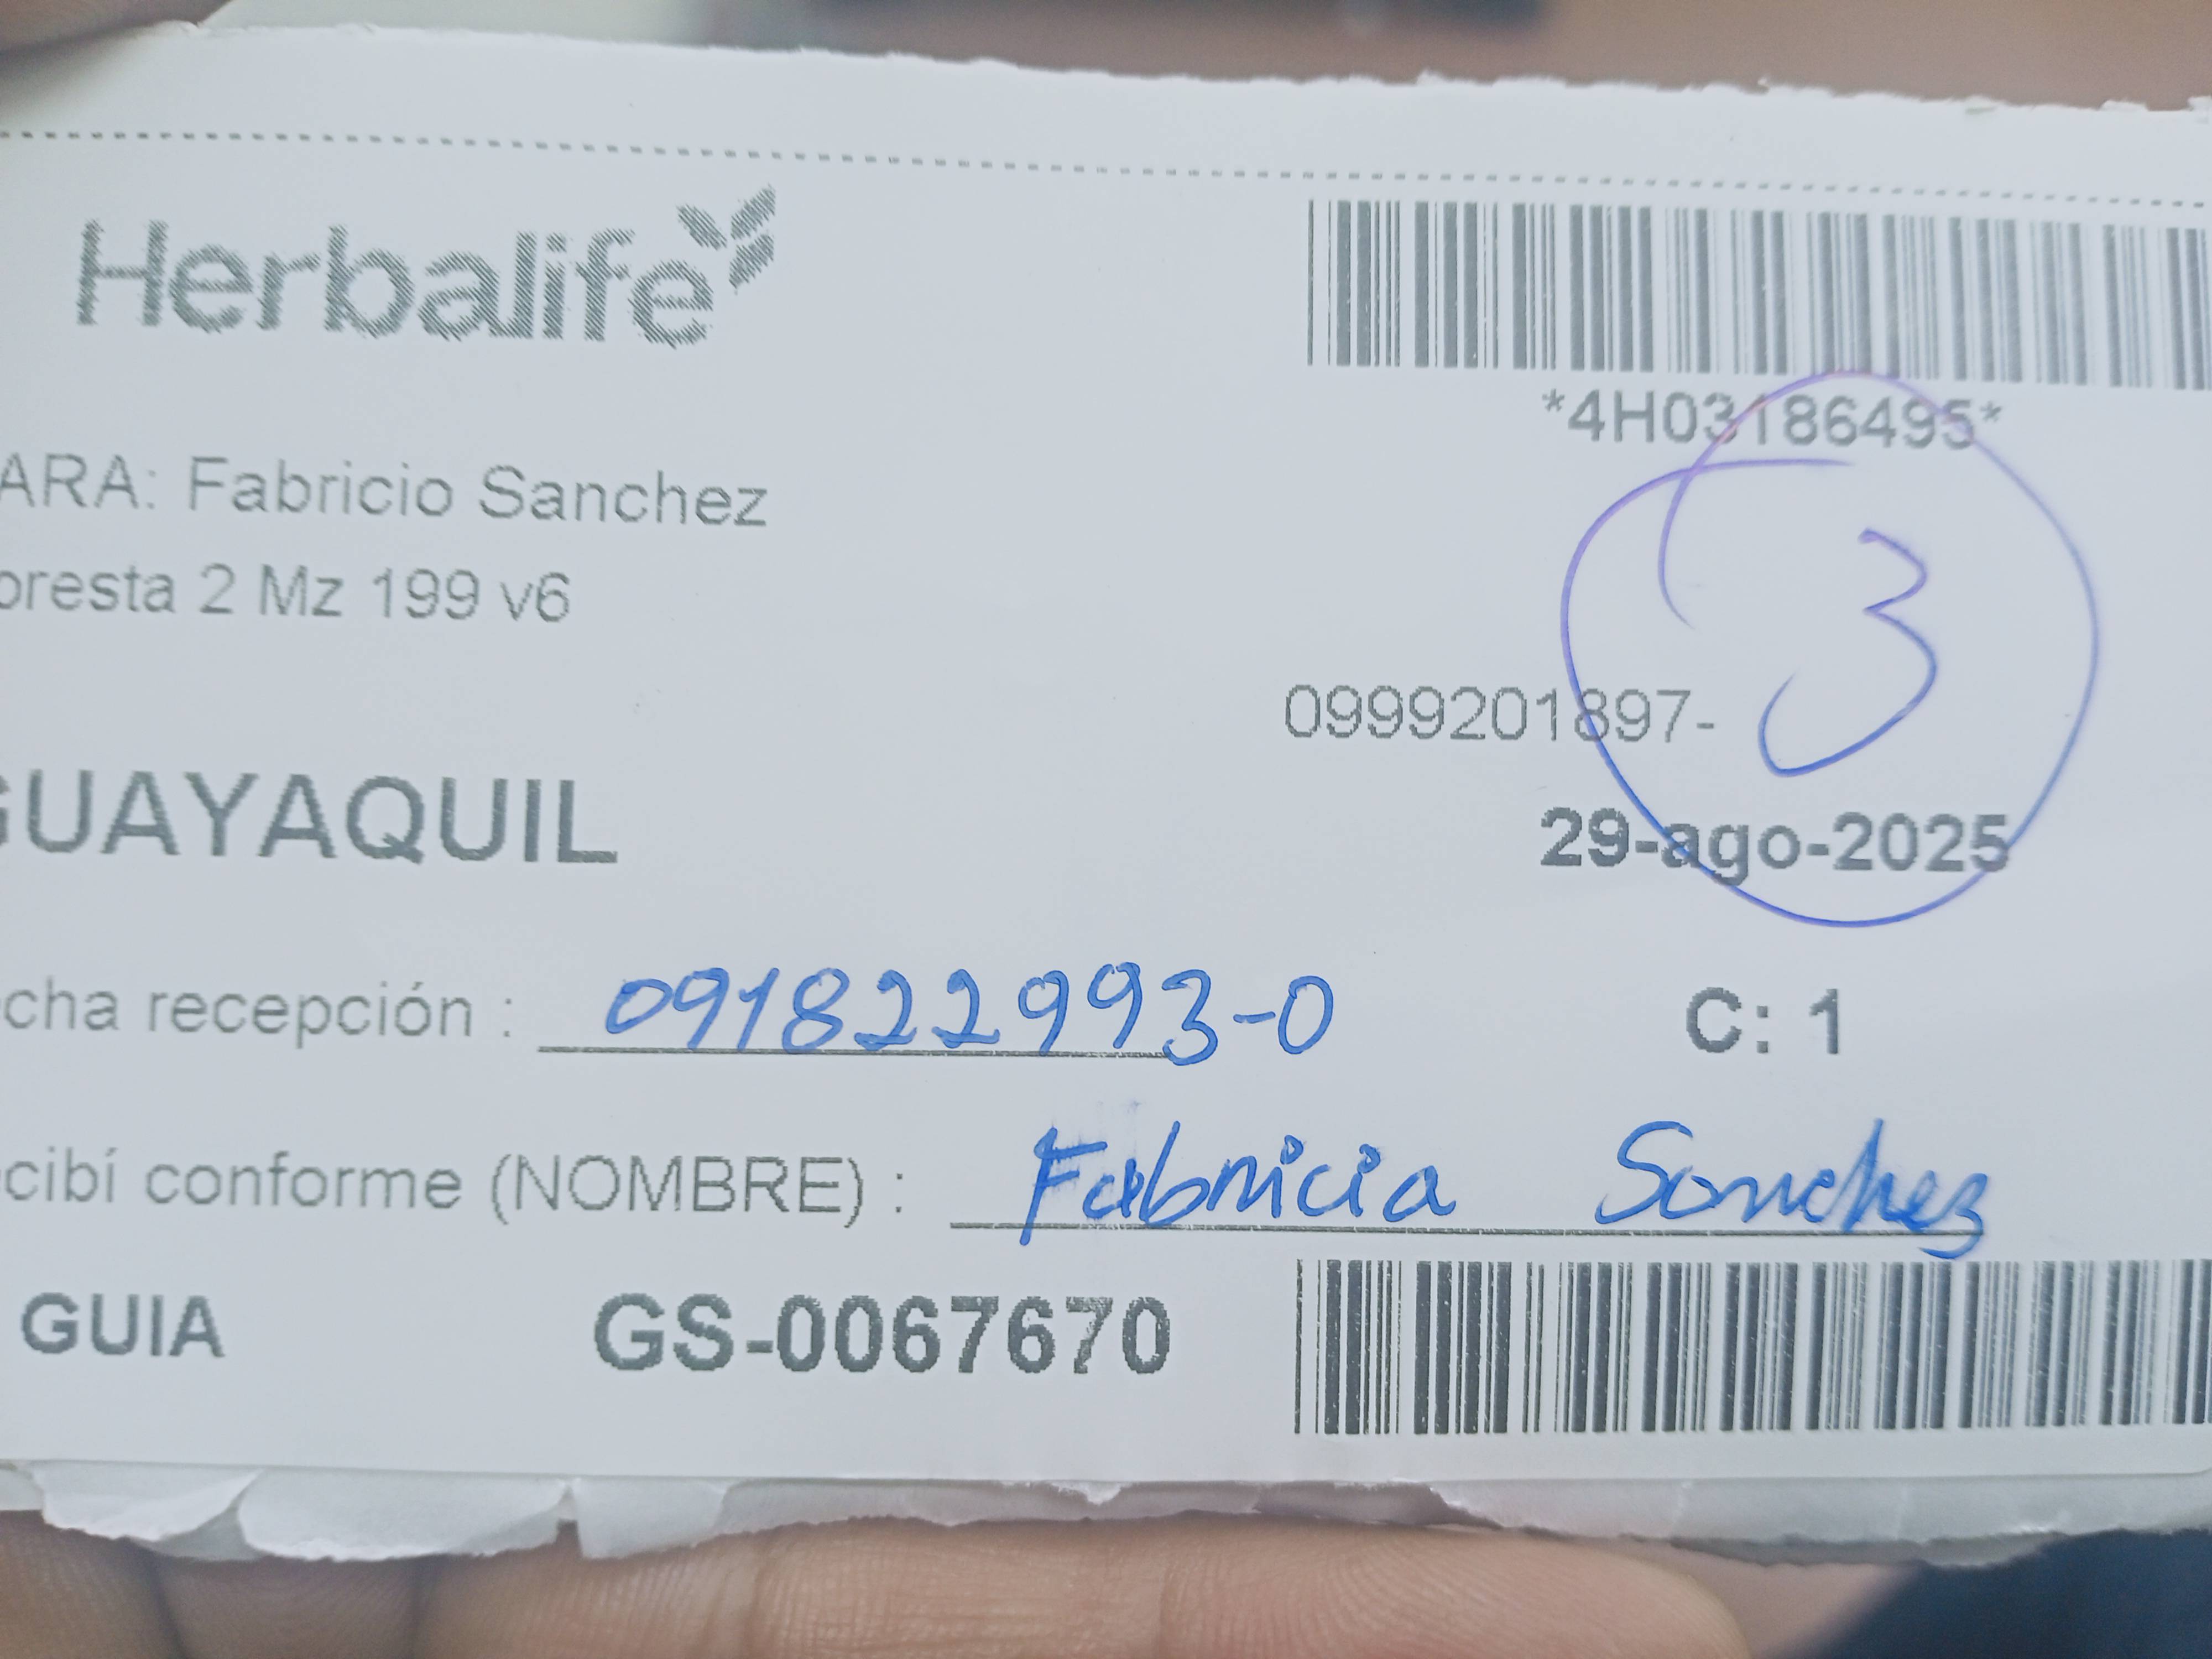 Herbalife
*4H03186495*
ARA: Fabricio Sanchez
oresta 2 Mz 199 v6
3
0999201897-
GUAYAQUIL
29-ago-2025
cha recepción : 091822993-0
C: 1
cibí conforme (NOMBRE) : Fabricia Sanchez
GUIA GS-0067670